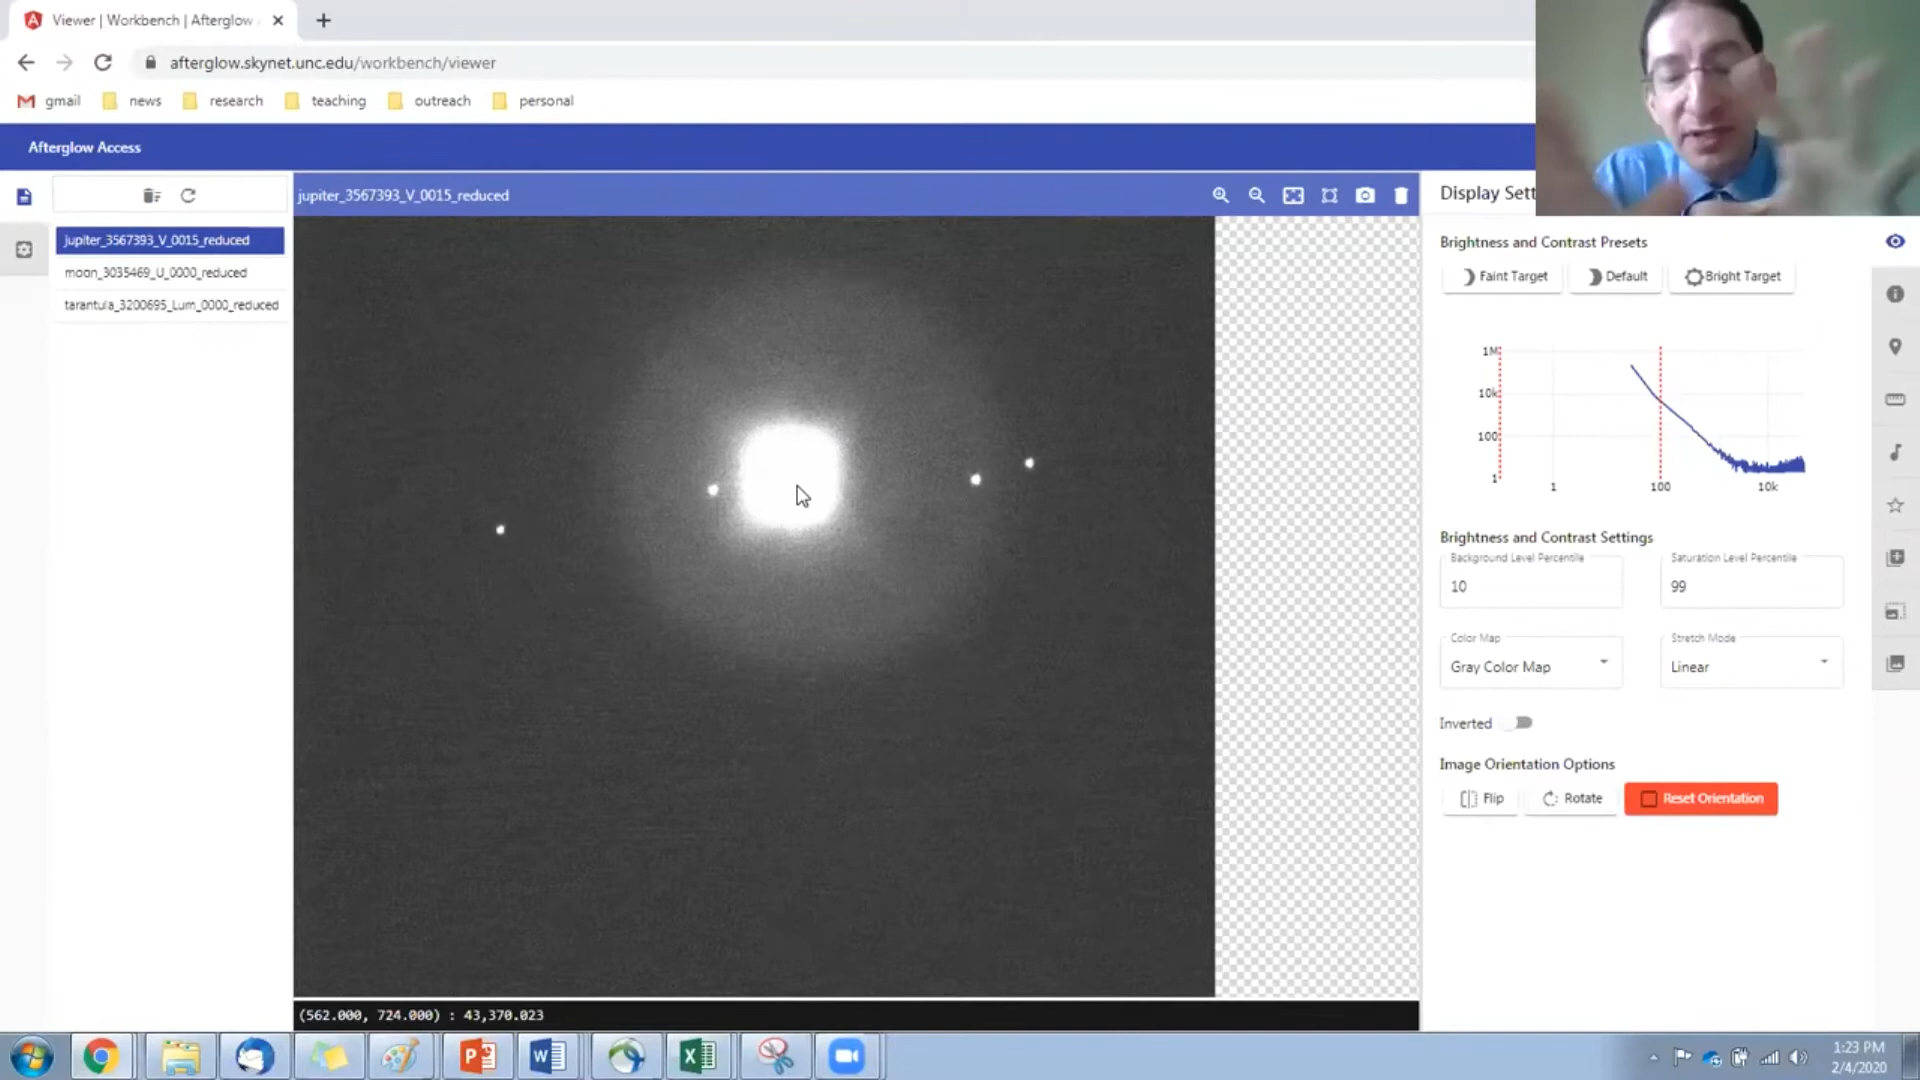 Viewer | Workbench | Afterglow
afterglow.skynet.unc.edu/workbench/viewer
gmail news research teaching outreach personal
Afterglow Access
jupiter_3567393_V_0015_reduced
Display Sett
jupiter_3567393_V_0015_reduced
moon_3035469_U_0000_reduced
tarantula_3200695_Lum_0000_reduced
Brightness and Contrast Presets
Faint Target Default Bright Target
1M
10k
100
1
1 100 10k
Brightness and Contrast Settings
Background Level Percentile Saturation Level Percentile
10 99
Color Map Stretch Mode
Gray Color Map Linear
Inverted
Image Orientation Options
Flip Rotate Reset Orientation
(562.000, 724.000) : 43,370.023
1:23 PM
2/4/2020